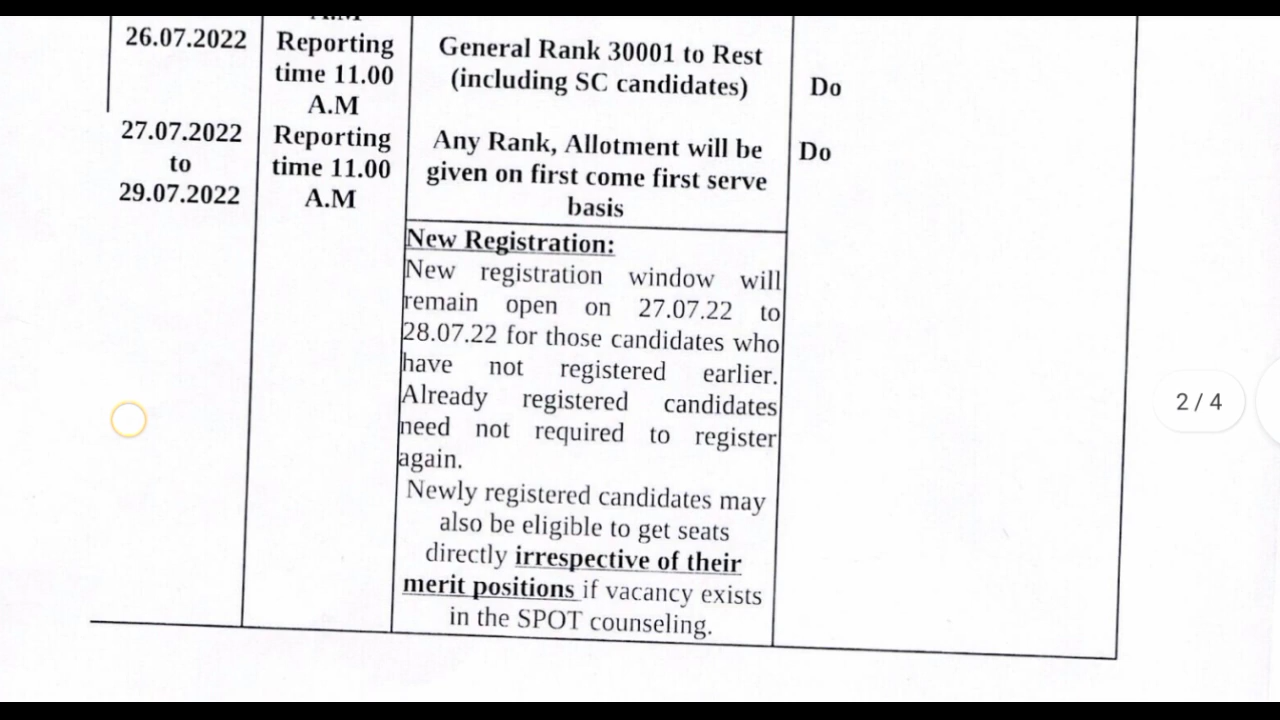 26.07.2022
Reporting
time 11.00
A.M
General Rank 30001 to Rest
(including SC candidates)
Do
27.07.2022
to
29.07.2022
Reporting
time 11.00
A.M
Any Rank, Allotment will be
given on first come first serve
basis
Do
New Registration:
New registration window will
remain open on 27.07.22 to
28.07.22 for those candidates who
have not registered earlier.
Already registered candidates
need not required to register
again.
Newly registered candidates may
also be eligible to get seats
directly irrespective of their
merit positions if vacancy exists
in the SPOT counseling.
2 / 4